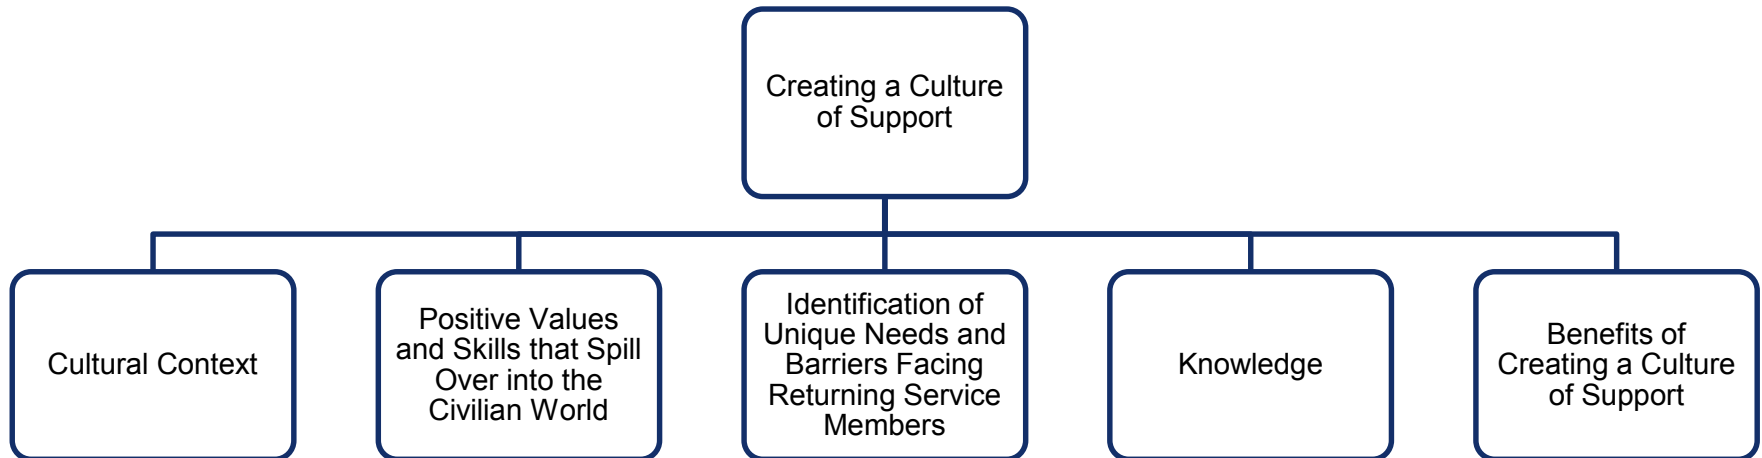 Creating a Culture
of Support
Cultural Context
Positive Values
and Skills that Spill
Over into the
Civilian World
Identification of
Unique Needs and
Barriers Facing
Returning Service
Members
Knowledge
Benefits of
Creating a Culture
of Support